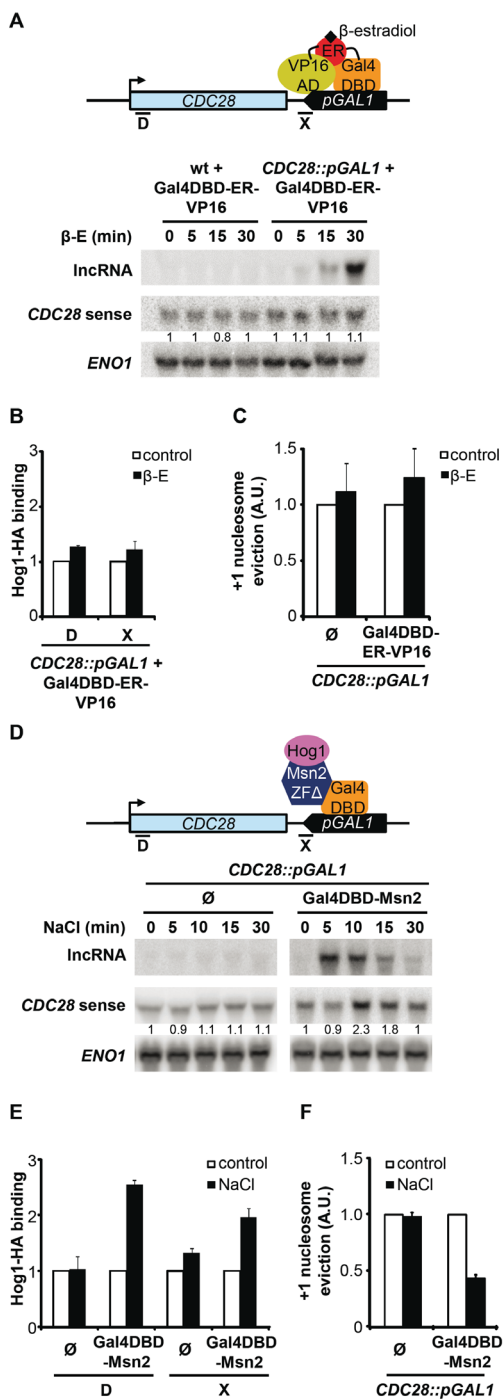 A
β-estradiol
ER
VP16 Gal4
AD DBD
CDC28 pGAL1
D X
wt + CDC28::pGAL1 +
Gal4DBD-ER- Gal4DBD-ER-
VP16 VP16
β-E (min) 0 5 15 30 0 5 15 30
lncRNA
CDC28 sense
1 1 0.8 1 1 1.1 1 1.1
ENO1
B
Hog1-HA binding
3
2
1
0
control
β-E
D X
CDC28::pGAL1 +
Gal4DBD-ER-
VP16
C
+1 nucleosome
eviction (A.U.)
1.5
1.0
0.5
0
control
β-E
Ø Gal4DBD-
ER-VP16
CDC28::pGAL1
D
Hog1
Msn2 Gal4
ZFΔ DBD
CDC28 pGAL1
D X
CDC28::pGAL1
Ø Gal4DBD-Msn2
NaCl (min) 0 5 10 15 30 0 5 10 15 30
lncRNA
CDC28 sense
1 0.9 1.1 1.1 1.1 1 0.9 2.3 1.8 1
ENO1
E
Hog1-HA binding
3
2
1
0
control
NaCl
Ø Gal4DBD Ø Gal4DBD
-Msn2 -Msn2
D X
F
+1 nucleosome
eviction (A.U.)
1.5
1.0
0.5
0
control
NaCl
Ø Gal4DBD
-Msn2
CDC28::pGAL1